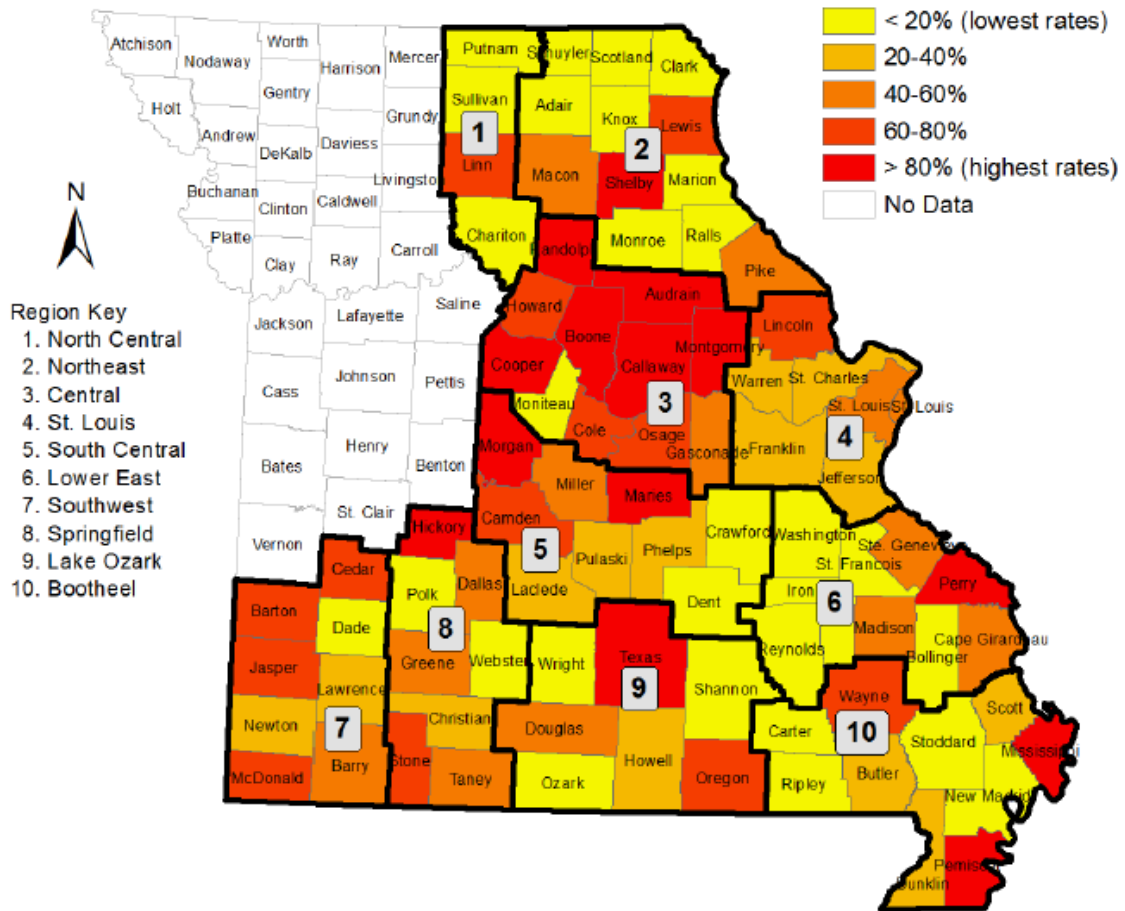 < 20% (lowest rates)
20-40%
40-60%
60-80%
> 80% (highest rates)
No Data
N
Region Key
1. North Central
2. Northeast
3. Central
4. St. Louis
5. South Central
6. Lower East
7. Southwest
8. Springfield
9. Lake Ozark
10. Bootheel
Atchison
Nodaway
Worth
Harrison
Mercer
Putnam
Schuyler
Scotland
Clark
Holt
Gentry
Grundy
Sullivan
Adair
Knox
Lewis
Andrew
DeKalb
Daviess
1
2
Linn
Macon
Shelby
Marion
Buchanan
Clinton
Caldwell
Livingston
Chariton
Monroe
Ralls
Platte
Clay
Ray
Carroll
Randolph
Pike
Saline
Audrain
Howard
Jackson
Lafayette
Boone
Lincoln
Montgomery
Cooper
Callaway
Cass
Johnson
Pettis
Warren
St. Charles
Moniteau
3
St. Louis
St. Louis
Cole
Osage
4
Henry
Morgan
Gasconade
Franklin
Bates
Benton
Miller
Maries
Jefferson
St. Clair
Hickory
Camden
Crawford
Washington
Vernon
5
Pulaski
Phelps
Ste. Genevieve
St. Francois
Cedar
Dallas
Polk
Laclede
Dent
Iron
6
Perry
Barton
Dade
8
Madison
Cape Girardeau
Bollinger
Jasper
Greene
Webster
Wright
Texas
Reynolds
Lawrence
9
Shannon
Wayne
Newton
7
Christian
Douglas
Carter
10
Scott
Stoddard
Mississippi
McDonald
Barry
Stone
Taney
Ozark
Howell
Oregon
Ripley
Butler
New Madrid
Pemiscot
Dunklin